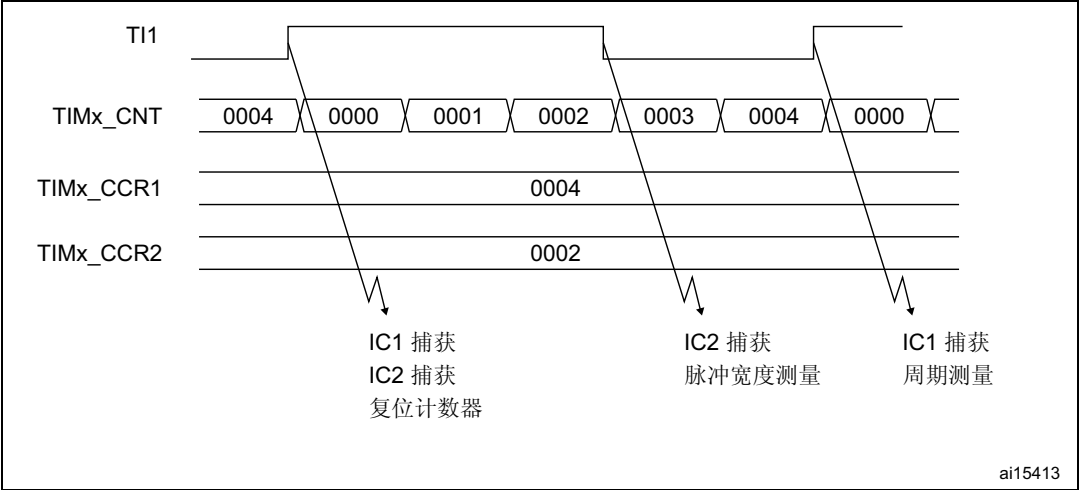 TI1
TIMx_CNT 0004 0000 0001 0002 0003 0004 0000
TIMx_CCR1 0004
TIMx_CCR2 0002
IC1 捕获
IC2 捕获
复位计数器
IC2 捕获
脉冲宽度测量
IC1 捕获
周期测量
ai15413